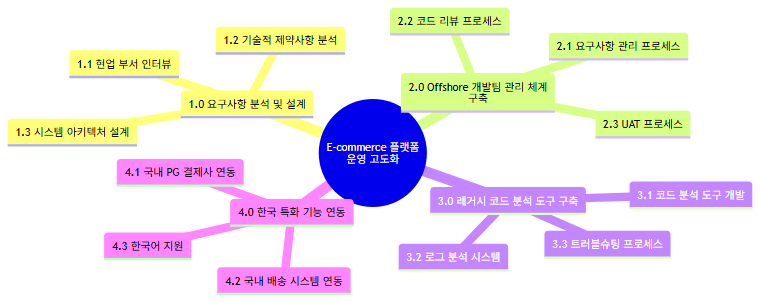 E-commerce 플랫폼
운영 고도화
1.0 요구사항 분석 및 설계
1.1 현업 부서 인터뷰
1.2 기술적 제약사항 분석
1.3 시스템 아키텍처 설계
2.0 Offshore 개발팀 관리 체계
구축
2.1 요구사항 관리 프로세스
2.2 코드 리뷰 프로세스
2.3 UAT 프로세스
3.0 레거시 코드 분석 도구 구축
3.1 코드 분석 도구 개발
3.2 로그 분석 시스템
3.3 트러블슈팅 프로세스
4.0 한국 특화 기능 연동
4.1 국내 PG 결제사 연동
4.2 국내 배송 시스템 연동
4.3 한국어 지원